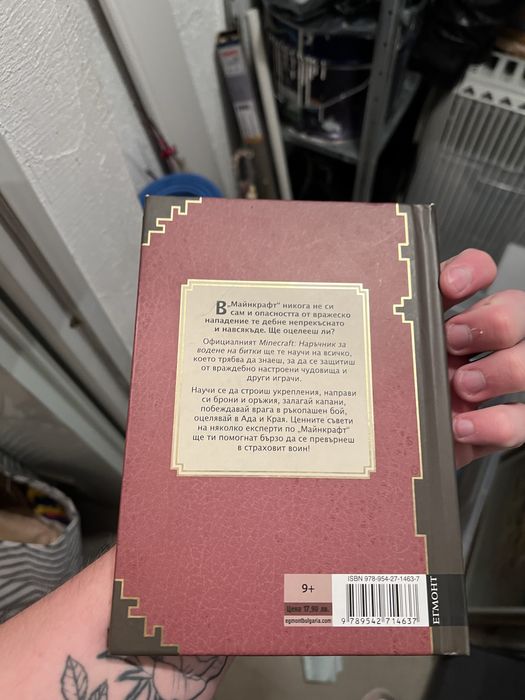 В „Майнкрафт“ никога не си
сам и опасността от вражеско
нападение те дебне непрекъснато
и навсякъде. Ще оцелееш ли?
Официалният Minecraft: Наръчник за
водене на битки ще те научи на всичко,
което трябва да знаеш, за да се защитиш
от враждебно настроени чудовища и
други играчи.
Научи се да строиш укрепления, направи
си брони и оръжия, залагай капани,
побеждавай врага в ръкопашен бой,
оцелявай в Ада и Края. Ценните съвети
на няколко експерти по „Майнкрафт“
ще ти помогнат бързо да се превърнеш
в страховит воин!
9+
Цена 17,90 лв.
egmontbulgaria.com
ISBN 978-954-27-1463-7
9 789542 714637
ЕГМОНТ